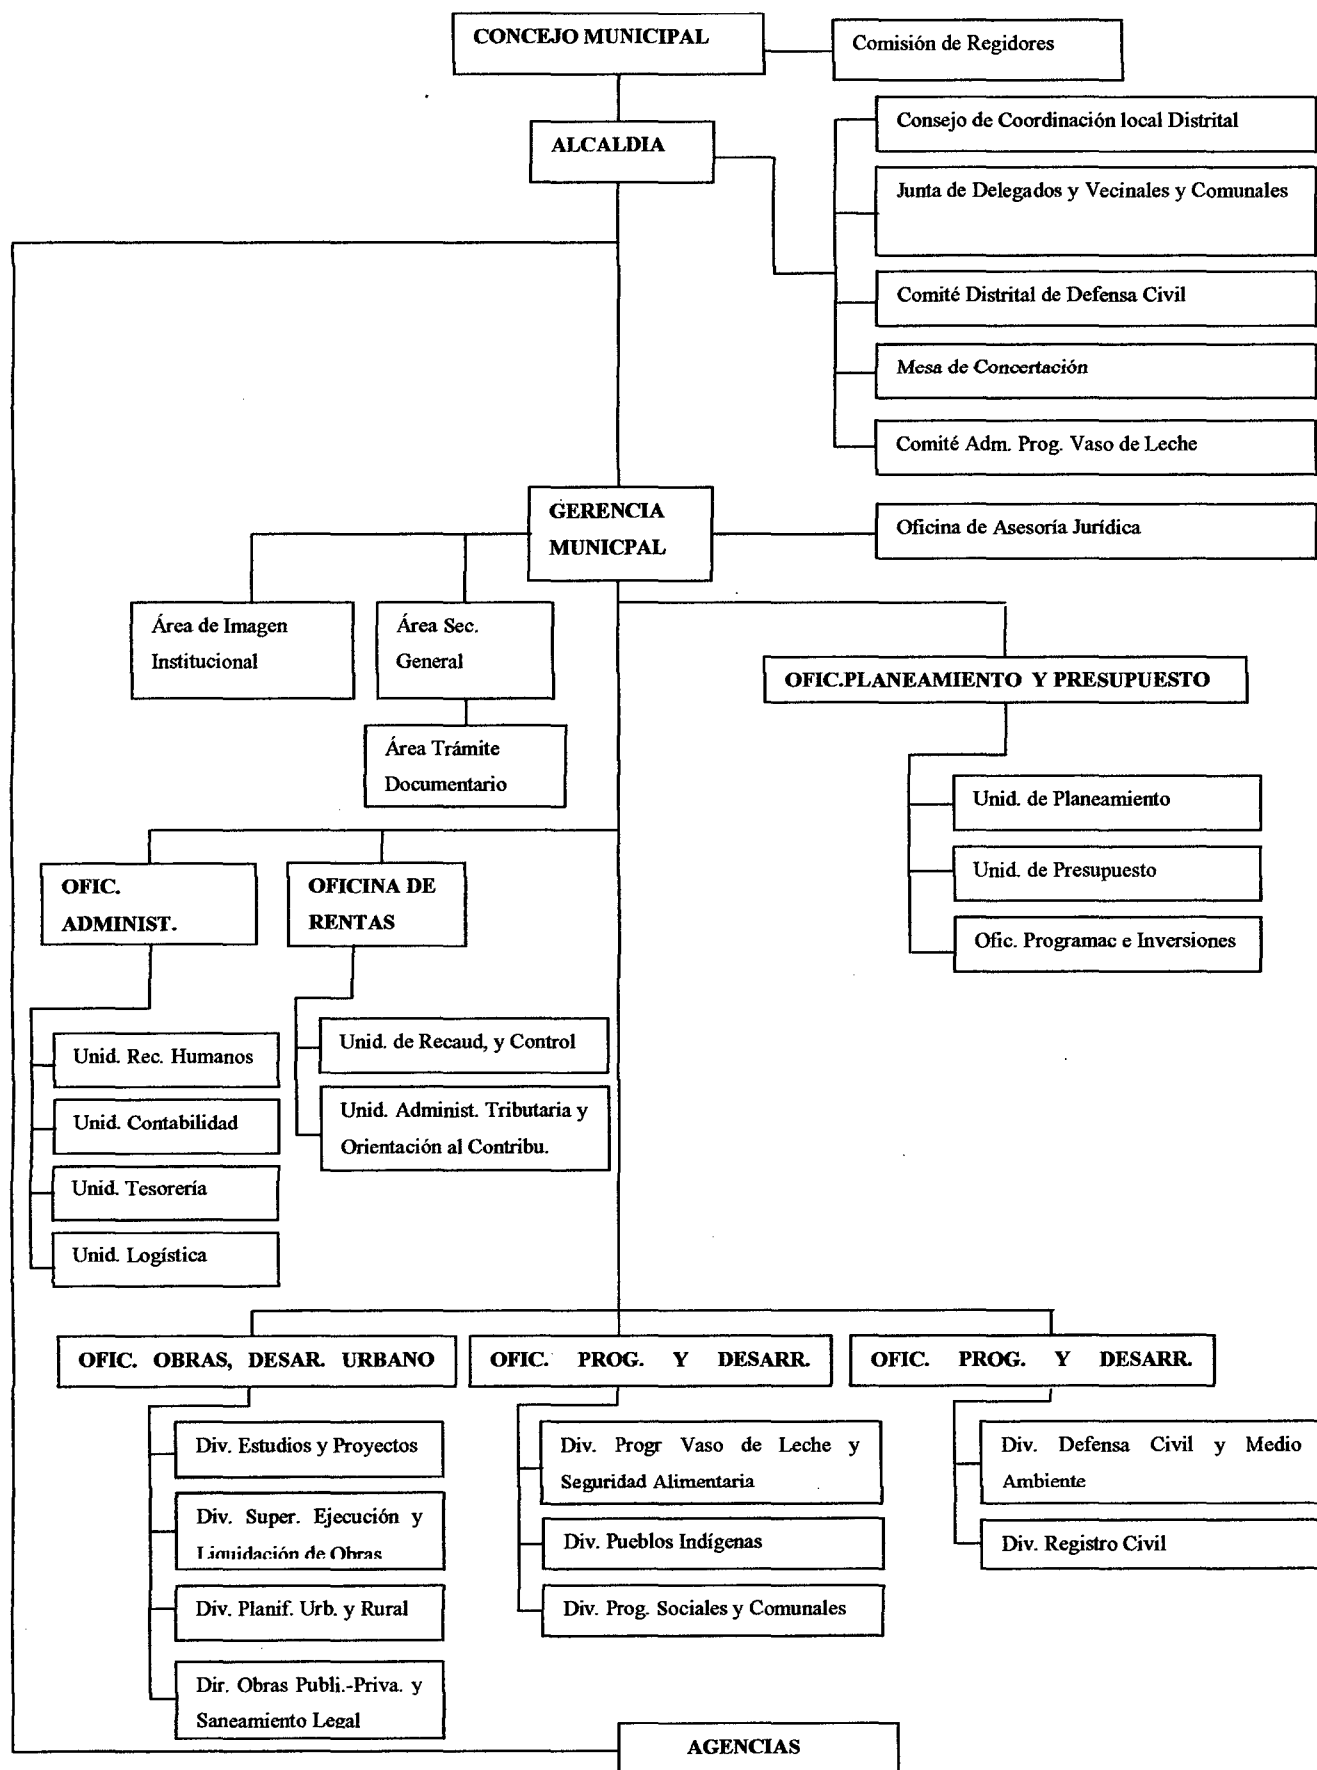 CONCEJO MUNICIPAL
Comisión de Regidores
ALCALDIA
Consejo de Coordinación local Distrital
Junta de Delegados y Vecinales y Comunales
Comité Distrital de Defensa Civil
Mesa de Concertación
Comité Adm. Prog. Vaso de Leche
GERENCIA
MUNICPAL
Oficina de Asesoría Jurídica
Área de Imagen
Institucional
Área Sec.
General
Área Trámite
Documentario
OFIC.PLANEAMIENTO Y PRESUPUESTO
Unid. de Planeamiento
Unid. de Presupuesto
Ofic. Programac e Inversiones
OFIC.
ADMINIST.
OFICINA DE
RENTAS
Unid. Rec. Humanos
Unid. Contabilidad
Unid. Tesorería
Unid. Logística
Unid. de Recaud, y Control
Unid. Administ. Tributaria y
Orientación al Contribu.
OFIC. OBRAS, DESAR. URBANO
Div. Estudios y Proyectos
Div. Super. Ejecución y
Liquidación de Obras
Div. Planif. Urb. y Rural
Dir. Obras Publi.-Priva. y
Saneamiento Legal
OFIC. PROG. Y DESARR.
Div. Progr Vaso de Leche y
Seguridad Alimentaria
Div. Pueblos Indígenas
Div. Prog. Sociales y Comunales
OFIC. PROG. Y DESARR.
Div. Defensa Civil y Medio
Ambiente
Div. Registro Civil
AGENCIAS